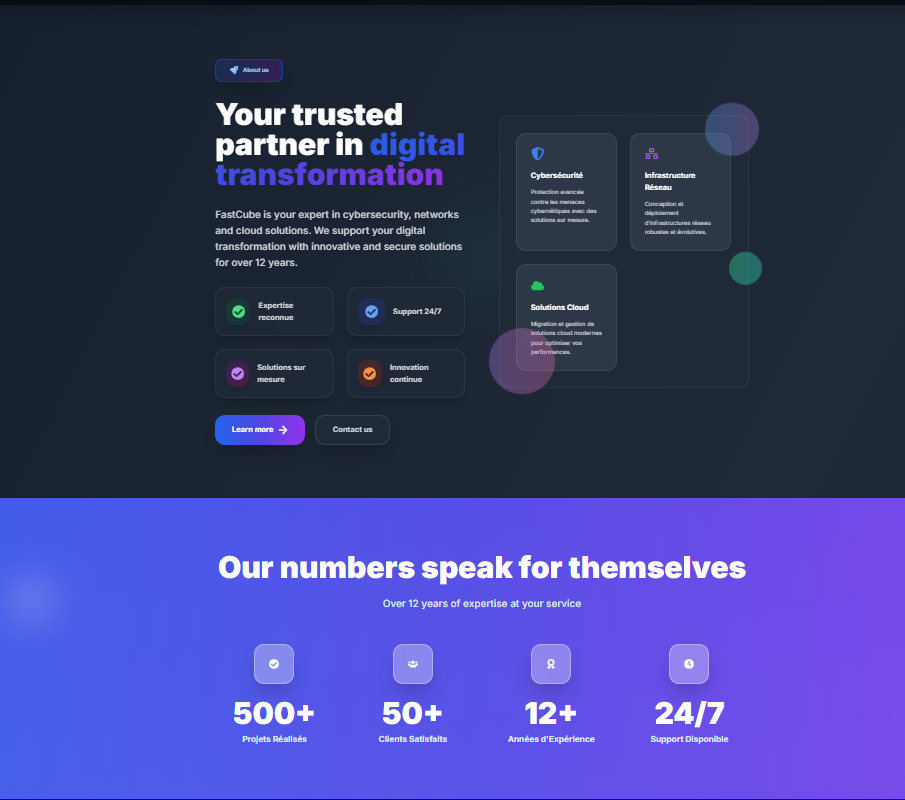 About us
Your trusted
partner in digital
transformation
FastCube is your expert in cybersecurity, networks
and cloud solutions. We support your digital
transformation with innovative and secure solutions
for over 12 years.
Expertise
reconnue
Support 24/7
Solutions sur
mesure
Innovation
continue
Learn more
Contact us
Cybersécurité
Protection avancée
contre les menaces
cybernétiques avec des
solutions sur mesure.
Infrastructure
Réseau
Conception et
déploiement
d'infrastructures réseau
robustes et évolutives.
Solutions Cloud
Migration et gestion de
solutions cloud modernes
pour optimiser vos
performances.
Our numbers speak for themselves
Over 12 years of expertise at your service
500+
Projets Réalisés
50+
Clients Satisfaits
12+
Années d'Expérience
24/7
Support Disponible